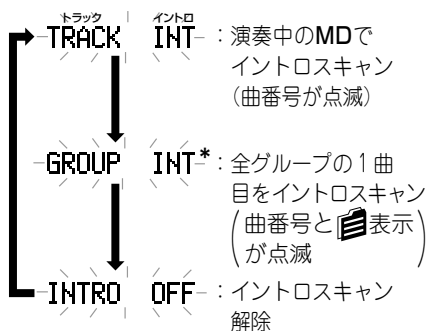 トラック イントロ
TRACK INT : 演奏中のMDで
イントロスキャン
（曲番号が点滅）
GROUP INT* : 全グループの1曲
目をイントロスキャン
（曲番号と 表示
が点滅）
INTRO OFF : イントロスキャン
解除